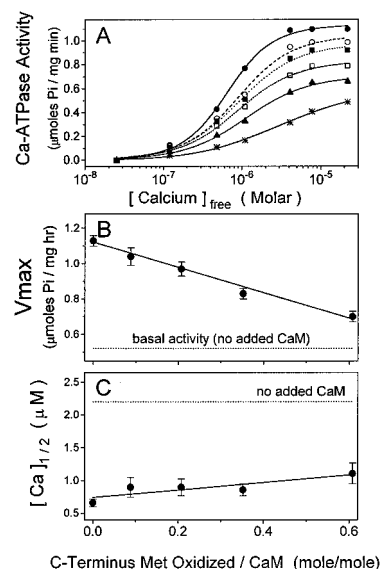 A
Ca-ATPase Activity
(μmoles Pi / mg min)
1.0
0.8
0.6
0.4
0.2
0.0
10-8
10-7
10-6
10-5
[ Calcium ]free ( Molar )
B
Vmax
(μmoles Pi / mg hr)
1.2
1.0
0.8
0.6
basal activity (no added CaM)
C
[ Ca ]1/2 ( μ M )
2.5
2.0
1.5
1.0
0.5
no added CaM
0.0
0.2
0.4
0.6
C-Terminus Met Oxidized / CaM (mole/mole)